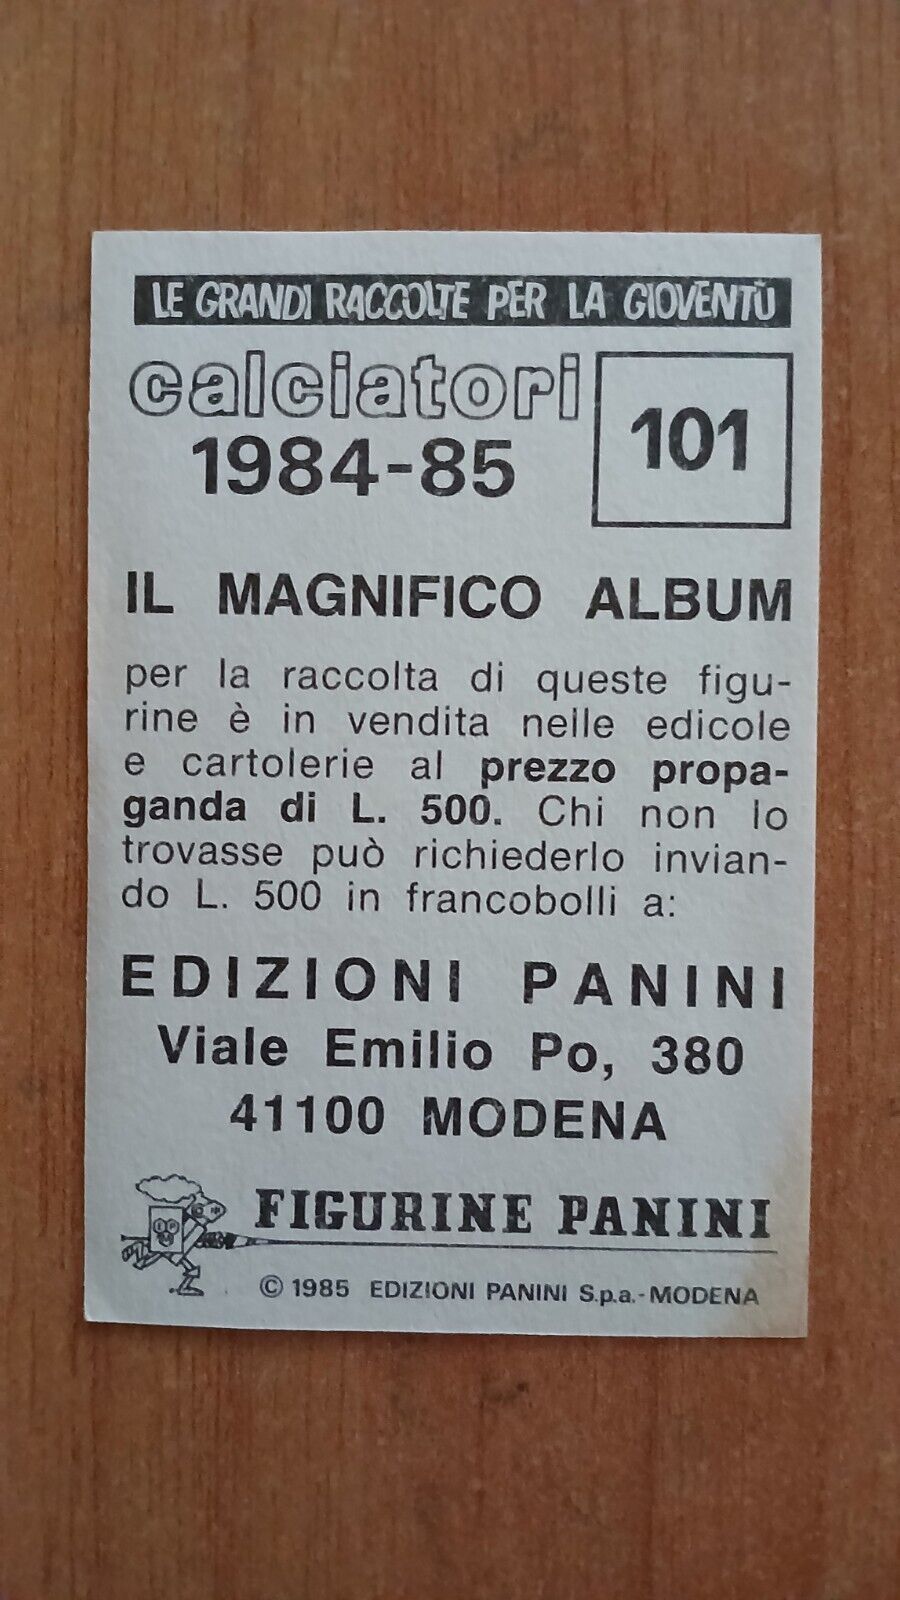 LE GRANDI RACCOLTE PER LA GIOVENTÙ
calciatori
1984-85
101
IL MAGNIFICO ALBUM
per la raccolta di queste figu-
rine è in vendita nelle edicole
e cartolerie al prezzo propa-
ganda di L. 500. Chi non lo
trovasse può richiederlo invian-
do L. 500 in francobolli a:
EDIZIONI PANINI
Viale Emilio Po, 380
41100 MODENA
FIGURINE PANINI
© 1985 EDIZIONI PANINI S.p.a.-MODENA